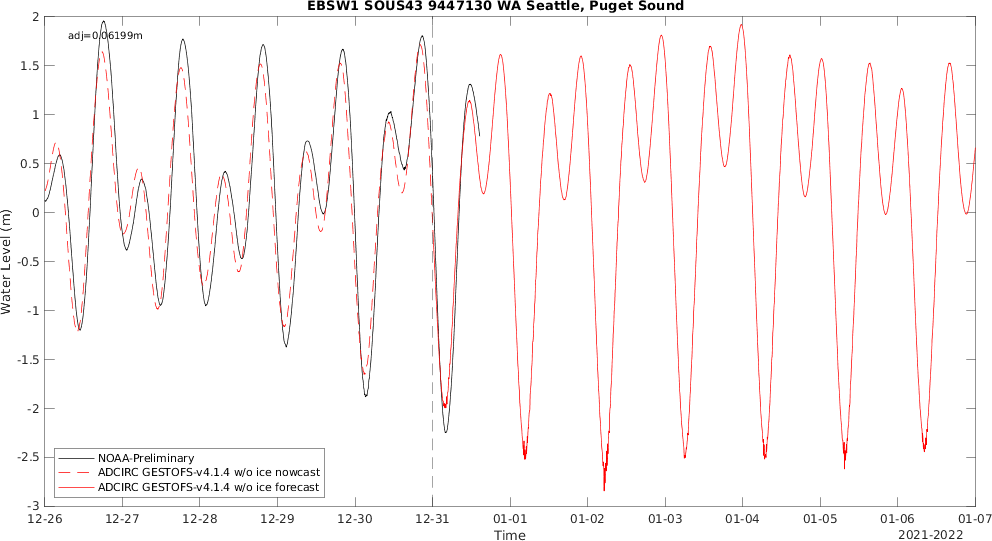 EBSW1 SOUS43 9447130 WA Seattle, Puget Sound
adj=0.06199m
2
1.5
1
0.5
0
-0.5
-1
-1.5
-2
-2.5
-3
Water Level (m)
NOAA-Preliminary
ADCIRC GESTOFS-v4.1.4 w/o ice nowcast
ADCIRC GESTOFS-v4.1.4 w/o ice forecast
12-26 12-27 12-28 12-29 12-30 12-31 01-01 01-02 01-03 01-04 01-05 01-06 01-07
Time
2021-2022